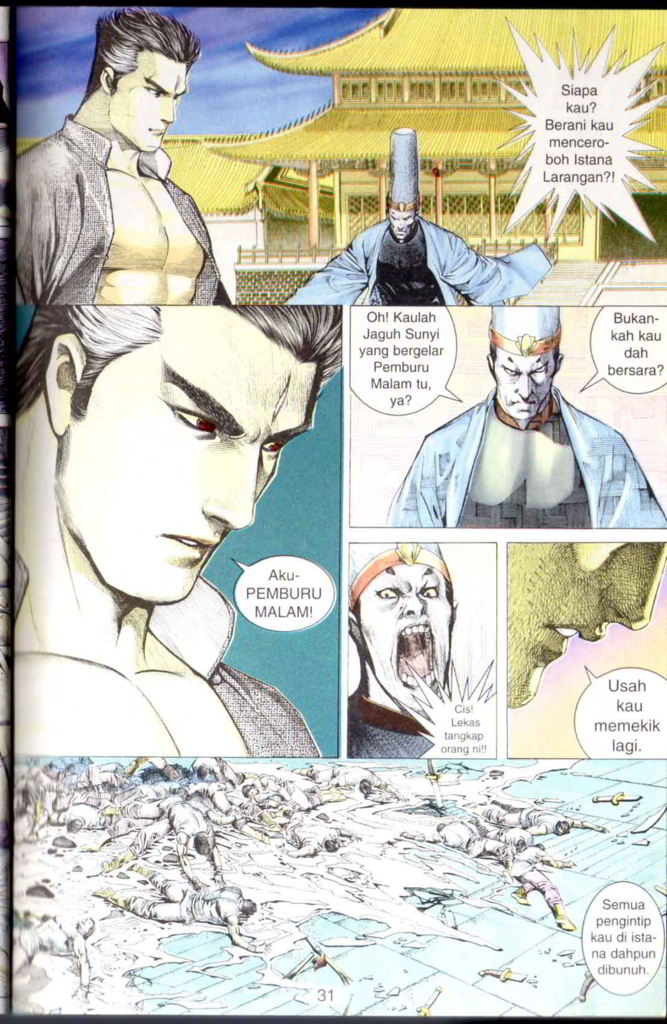 Siapa
kau?
Berani kau
mencero-
boh Istana
Larangan?!
Oh! Kaulah
Jaguh Sunyi
yang bergelar
Pemburu
Malam tu,
ya?
Bukan-
kah kau
dah
bersara?
Aku-
PEMBURU
MALAM!
Cis!
Lekas
tangkap
orang ni!!
Usah
kau
memekik
lagi.
Semua
pengintip
kau di ista-
na dahpun
dibunuh.
31